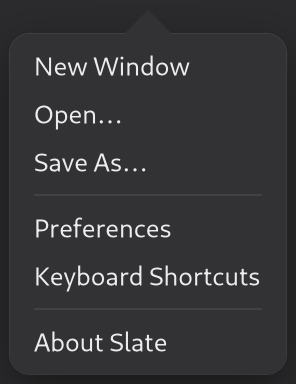 New Window
Open…
Save As…
Preferences
Keyboard Shortcuts
About Slate